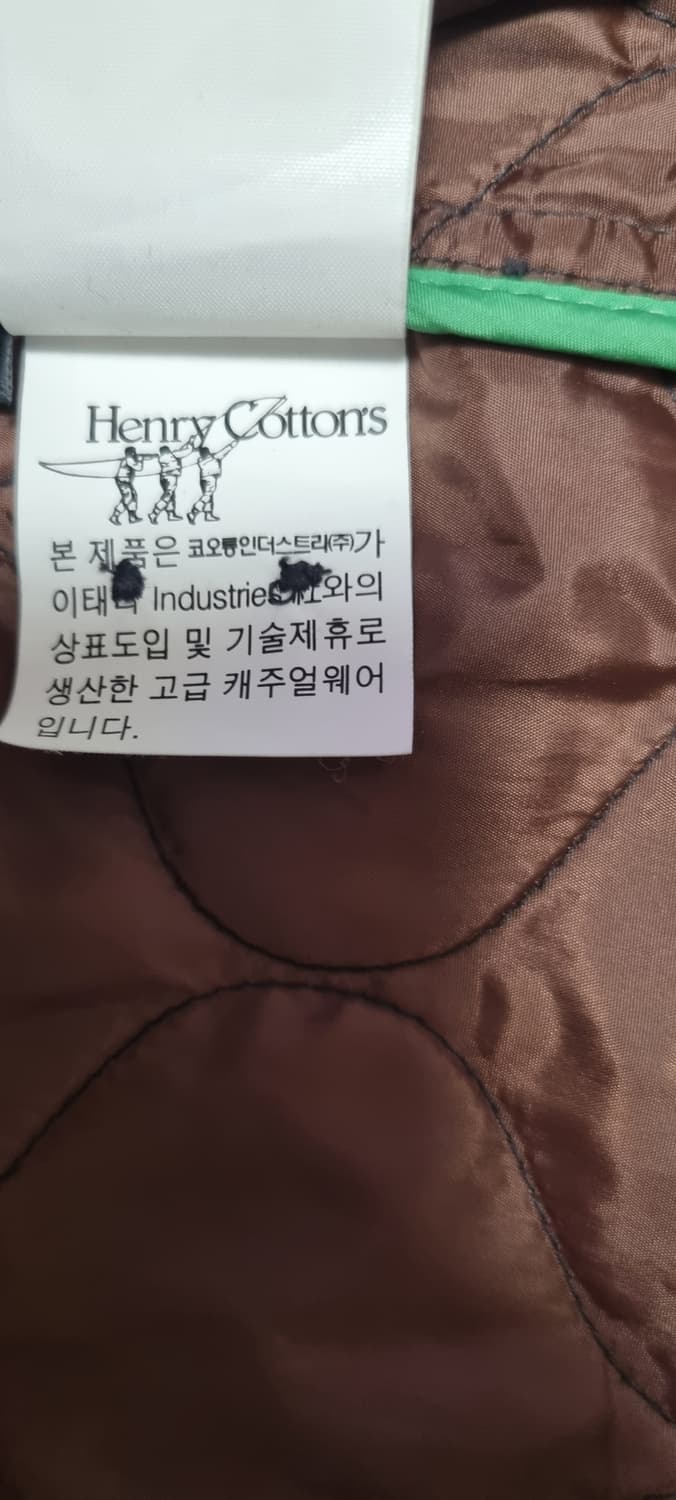 Henry Cotton's
본 제품은 코오롱인더스트리(주)가
Industries 와의
상표도입 및 기술제휴로
생산한 고급 캐주얼웨어
입니다.